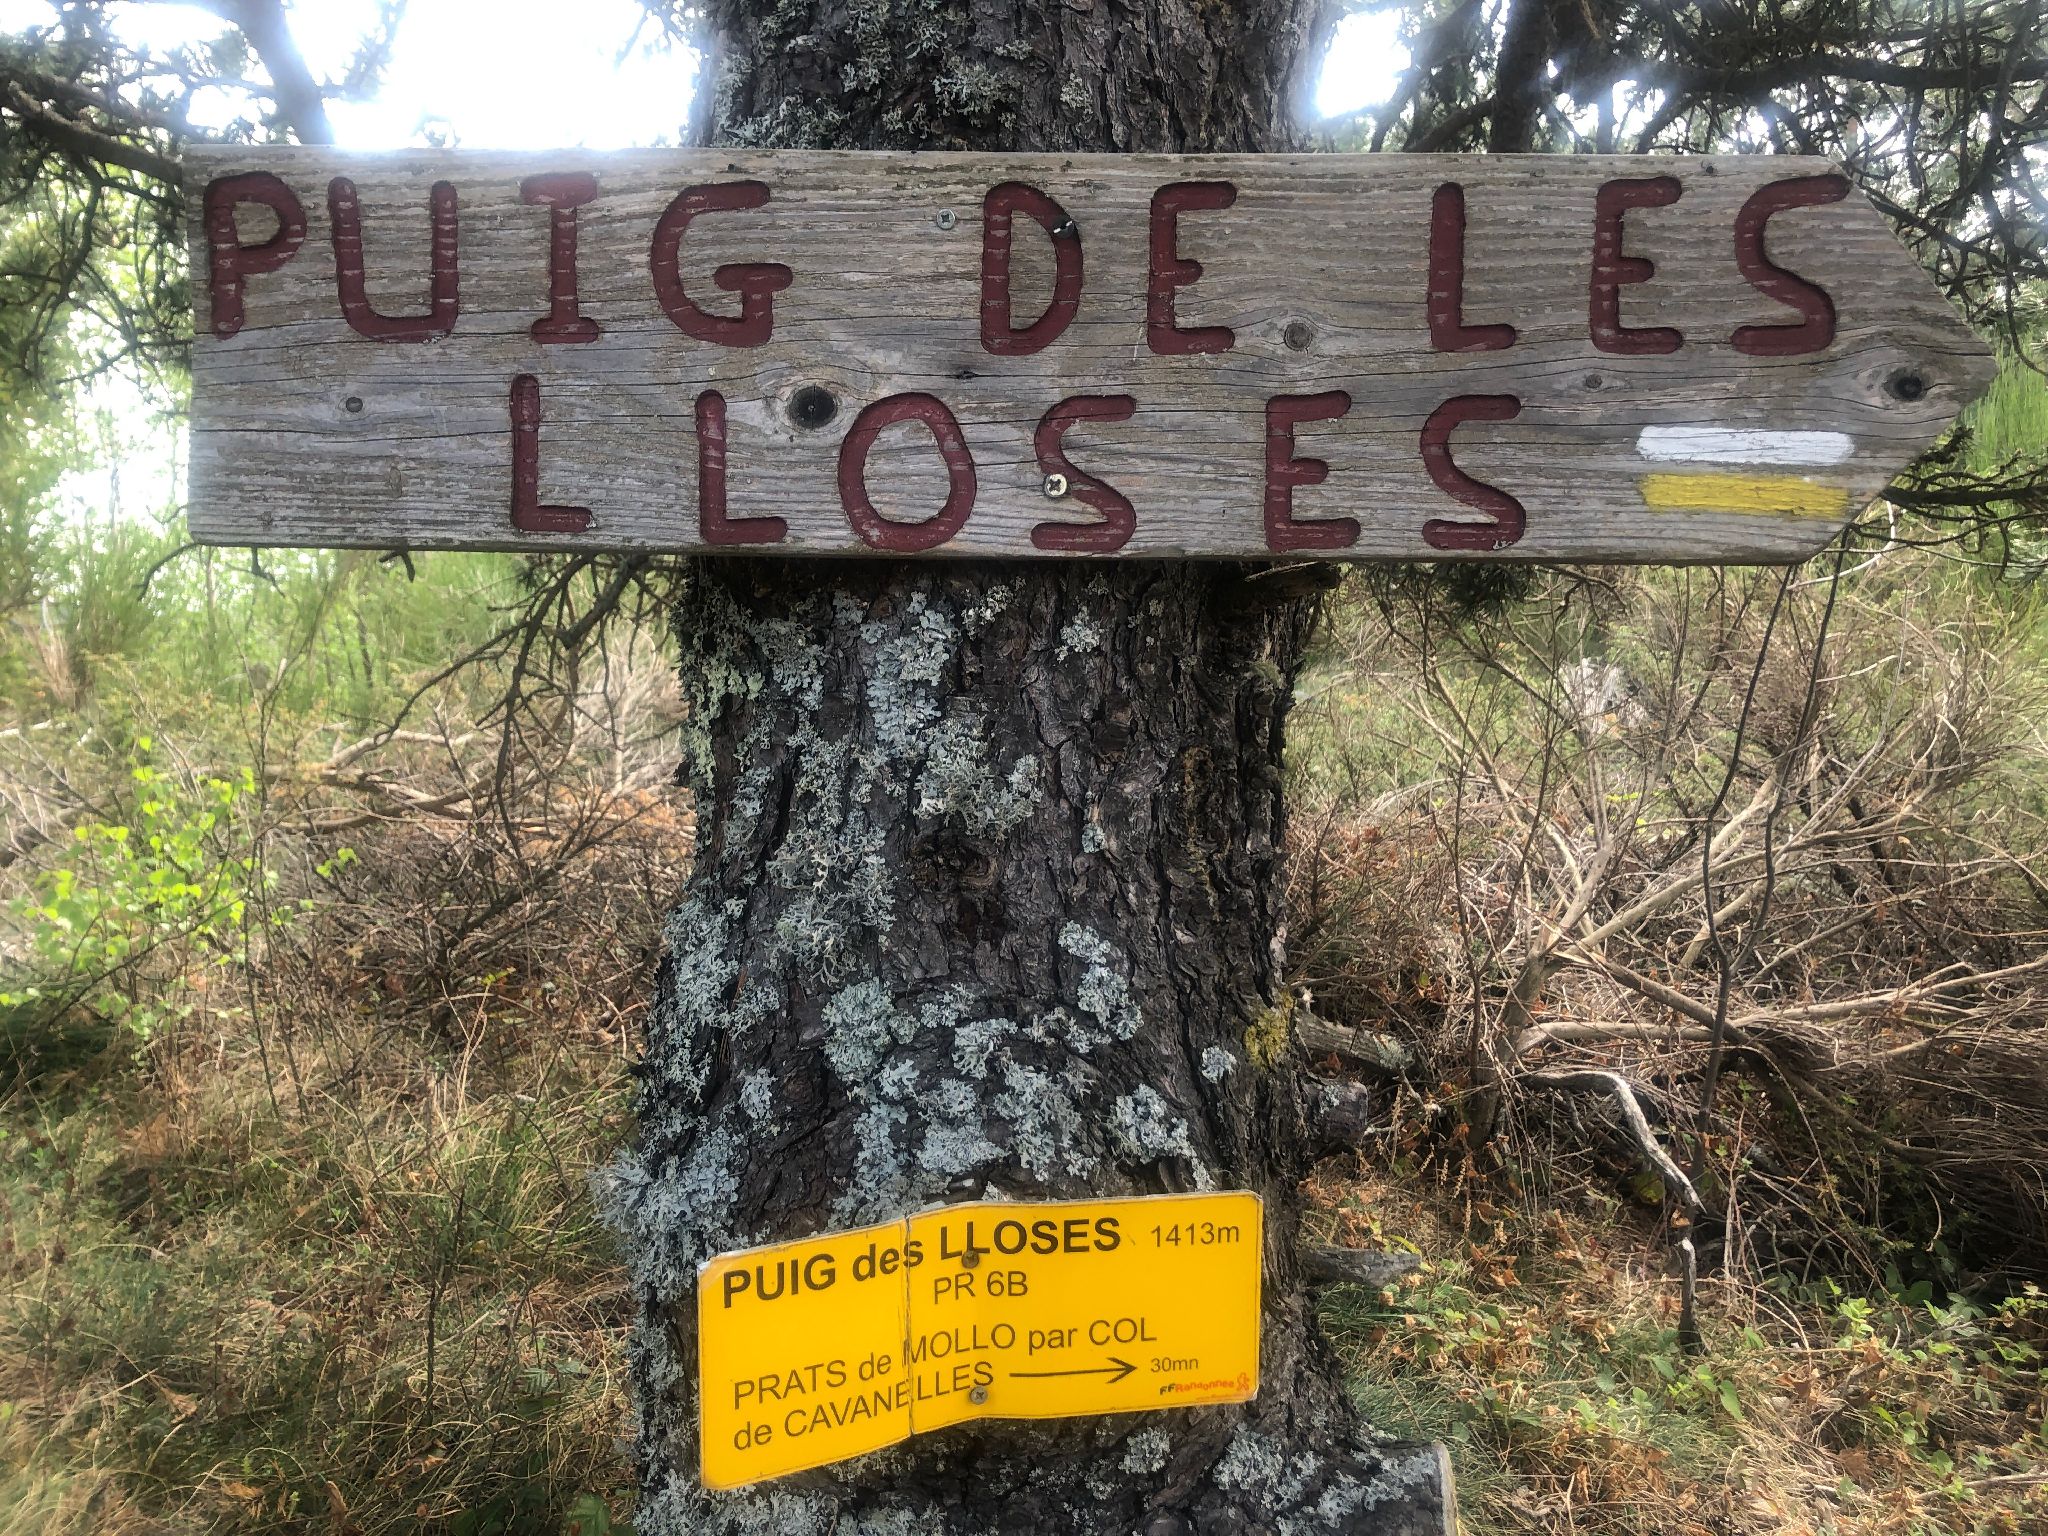 PUIG DE LES
LLOSES
PUIG des LLOSES 1413m
PR 6B
PRATS de MOLLO par COL
de CAVANELLES → 30mn
FFRandonnée